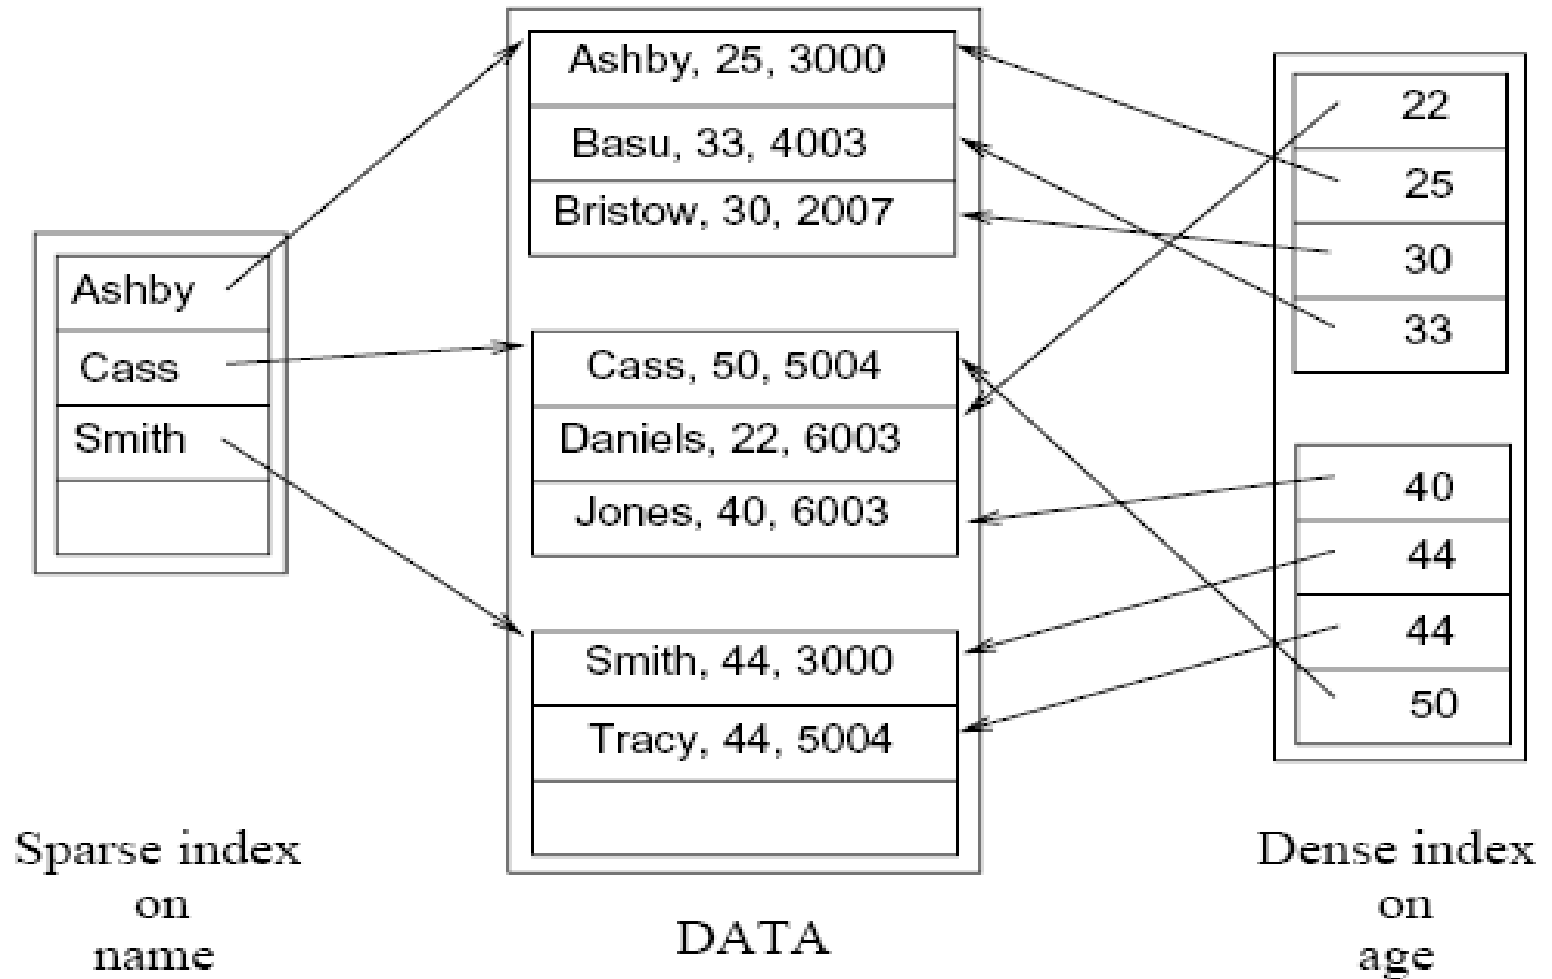 Ashby
Cass
Smith
Sparse index
on
name
Ashby, 25, 3000
Basu, 33, 4003
Bristow, 30, 2007
Cass, 50, 5004
Daniels, 22, 6003
Jones, 40, 6003
Smith, 44, 3000
Tracy, 44, 5004
DATA
22
25
30
33
40
44
44
50
Dense index
on
age